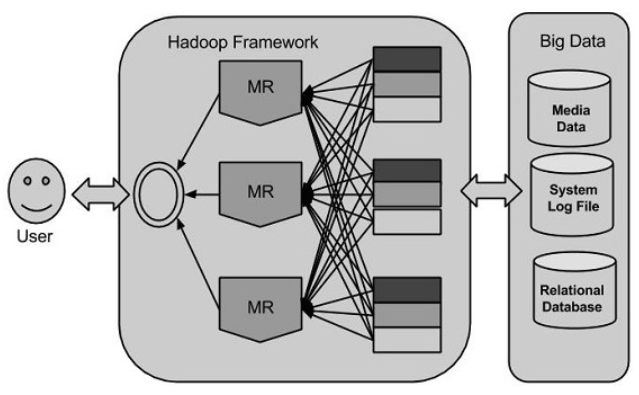 Hadoop Framework
MR
MR
MR
User
Big Data
Media
Data
System
Log File
Relational
Database